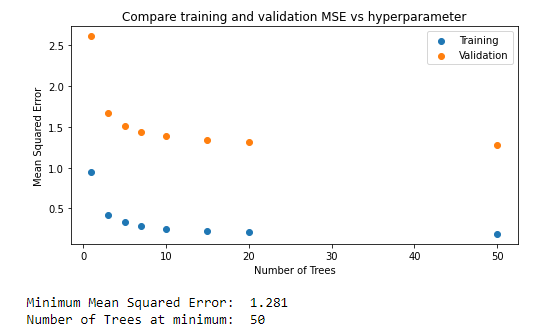 Compare training and validation MSE vs hyperparameter
Training
Validation
Mean Squared Error
2.5
2.0
1.5
1.0
0.5
0
10
20
30
40
50
Number of Trees
Minimum Mean Squared Error:  1.281
Number of Trees at minimum:  50